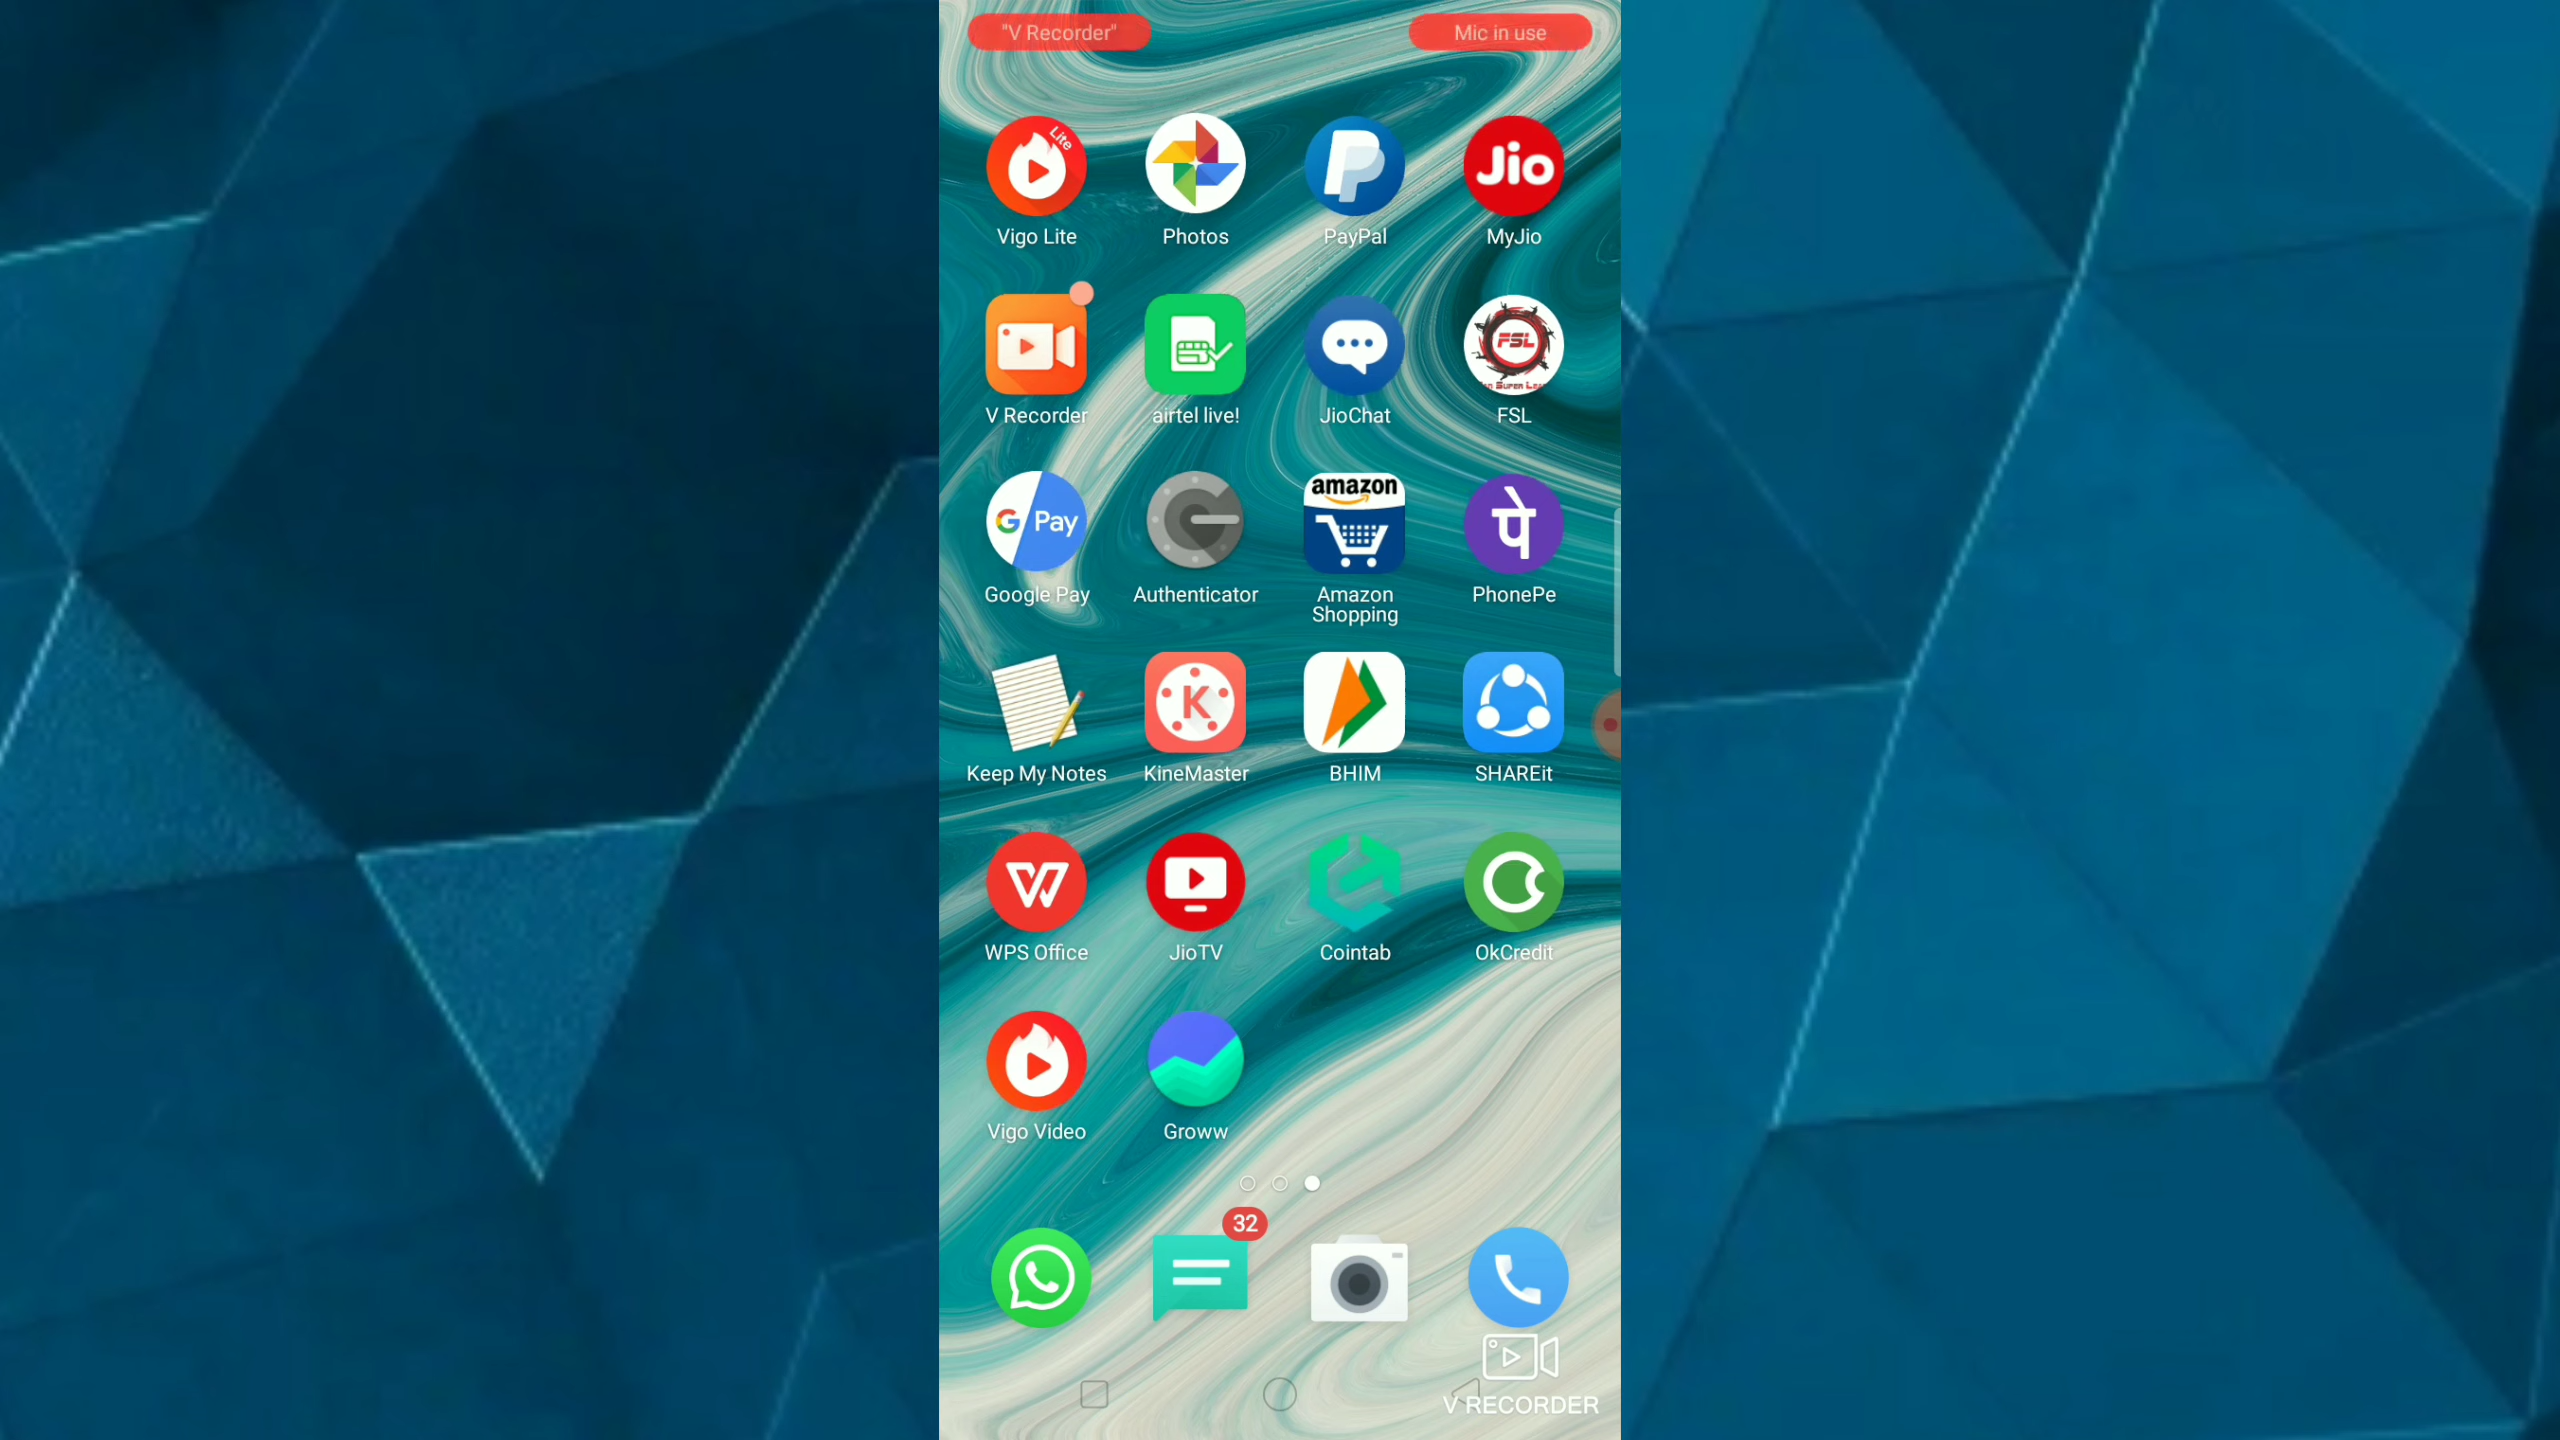 "V Recorder"
Mic in use
Lite
Jio
Vigo Lite
Photos
PayPal
MyJio
FSL
V Recorder
airtel live!
JioChat
FSL
G Pay
amazon
पे
Google Pay
Authenticator
Amazon
Shopping
PhonePe
K
Keep My Notes
KineMaster
BHIM
SHAREit
WPS Office
JioTV
Cointab
OkCredit
Vigo Video
Groww
32
V RECORDER